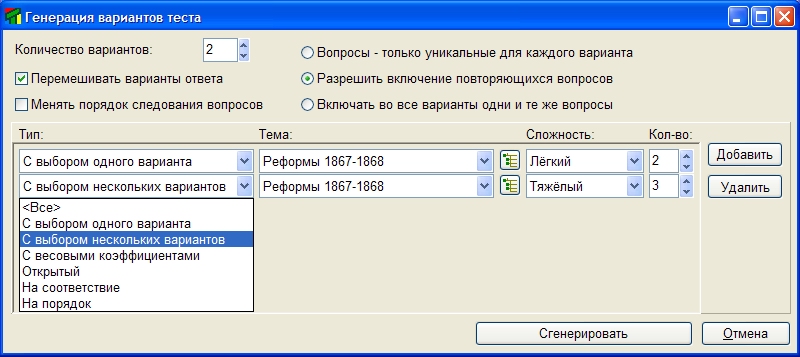 Генерация вариантов теста
Количество вариантов: 2
Вопросы - только уникальные для каждого варианта
Перемешивать варианты ответа
Разрешить включение повторяющихся вопросов
Менять порядок следования вопросов
Включать во все варианты одни и те же вопросы
Тип: Тема: Сложность: Кол-во:
С выбором одного варианта Реформы 1867-1868 Лёгкий 2 Добавить
С выбором нескольких вариантов Реформы 1867-1868 Тяжёлый 3 Удалить
<Все>
С выбором одного варианта
С выбором нескольких вариантов
С весовыми коэффициентами
Открытый
На соответствие
На порядок
Сгенерировать Отмена